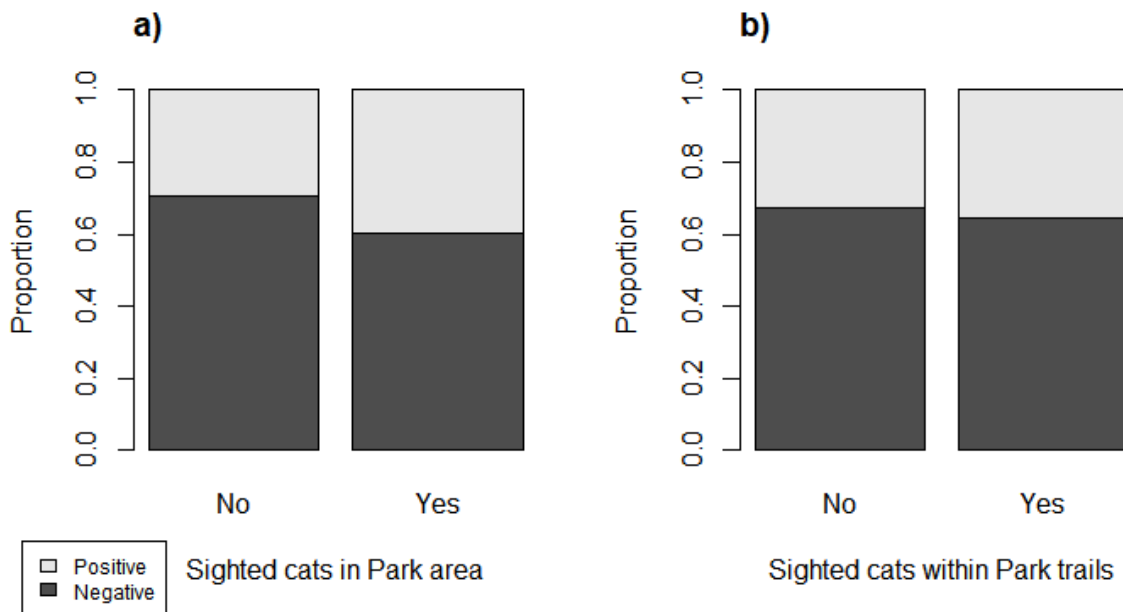 a)
Proportion
1.0
0.8
0.6
0.4
0.2
0.0
No
Yes
Sighted cats in Park area
Positive
Negative
b)
Proportion
1.0
0.8
0.6
0.4
0.2
0.0
No
Yes
Sighted cats within Park trails